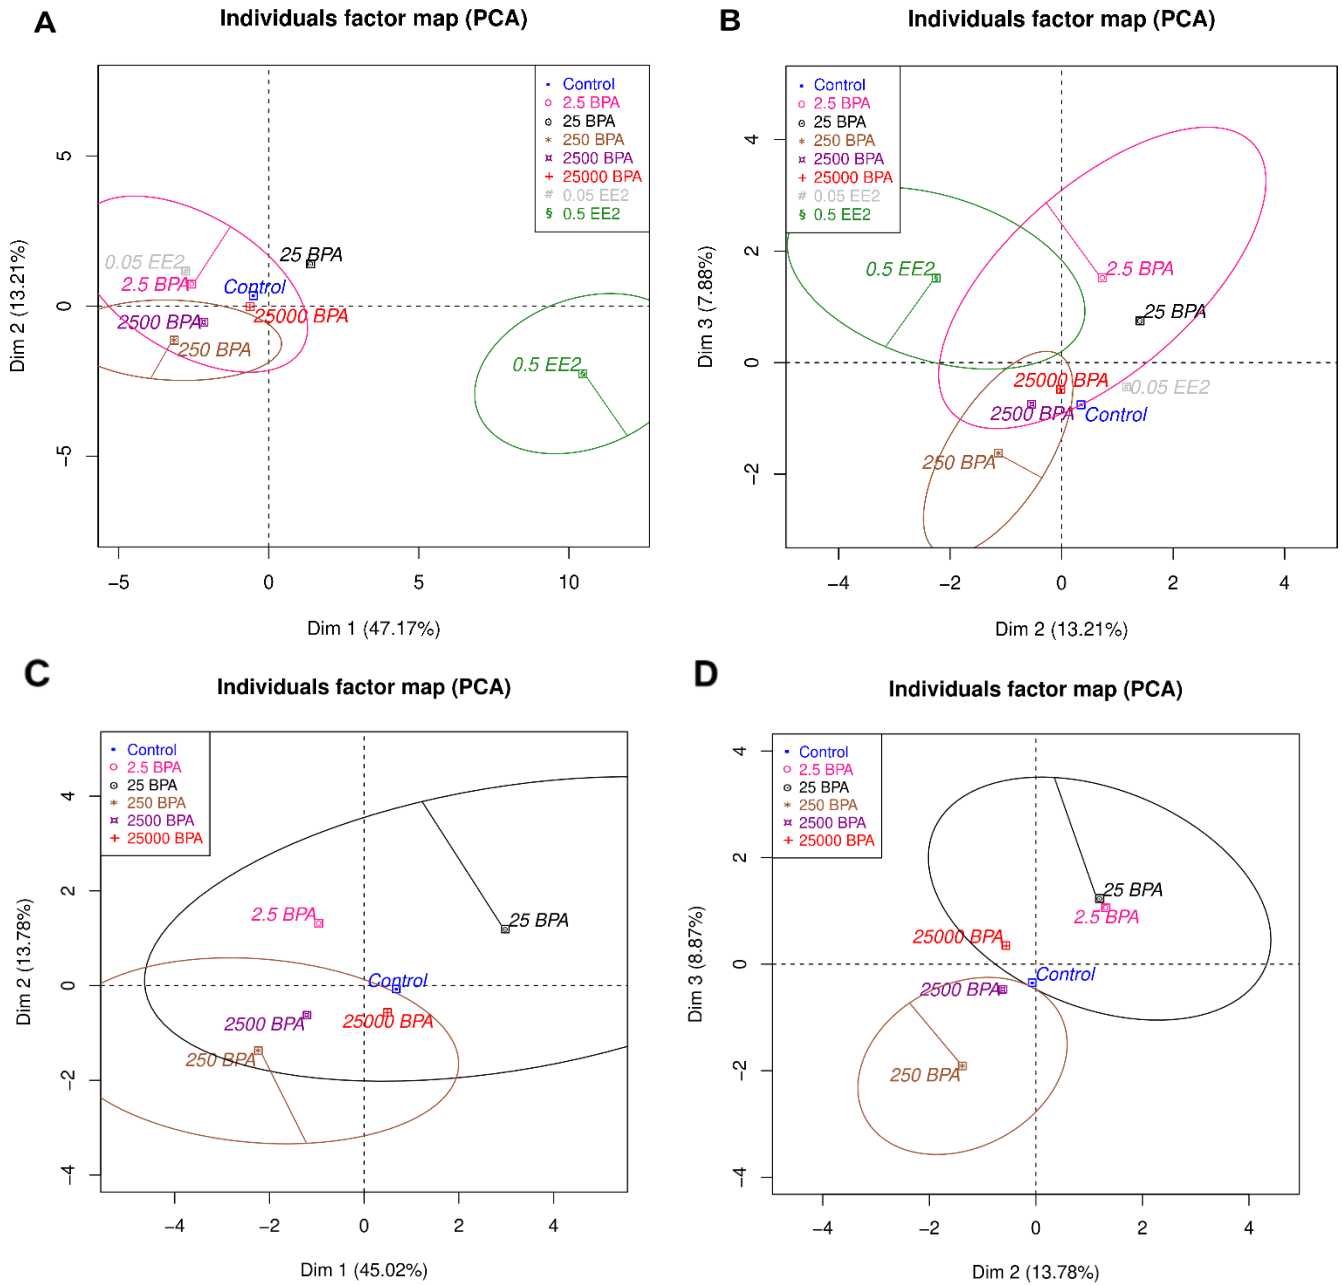 A
Individuals factor map (PCA)
Control
2.5 BPA
25 BPA
250 BPA
2500 BPA
25000 BPA
0.05 EE2
0.5 EE2
Dim 2 (13.21%)
5
0
−5
0.05 EE2
2.5 BPA
25 BPA
Control
25000 BPA
2500 BPA
250 BPA
0.5 EE2
−5
0
5
10
Dim 1 (47.17%)
B
Individuals factor map (PCA)
Control
2.5 BPA
25 BPA
250 BPA
2500 BPA
25000 BPA
0.05 EE2
0.5 EE2
Dim 3 (7.88%)
4
2
0
−2
0.5 EE2
2.5 BPA
25 BPA
25000 BPA
0.05 EE2
2500 BPA
Control
250 BPA
−4
−2
0
2
4
Dim 2 (13.21%)
C
Individuals factor map (PCA)
Control
2.5 BPA
25 BPA
250 BPA
2500 BPA
25000 BPA
Dim 2 (13.78%)
4
2
0
−2
−4
2.5 BPA
25 BPA
Control
2500 BPA
25000 BPA
250 BPA
−4
−2
0
2
4
Dim 1 (45.02%)
D
Individuals factor map (PCA)
Control
2.5 BPA
25 BPA
250 BPA
2500 BPA
25000 BPA
Dim 3 (8.87%)
4
2
0
−2
−4
25 BPA
2.5 BPA
25000 BPA
Control
2500 BPA
250 BPA
−4
−2
0
2
4
Dim 2 (13.78%)